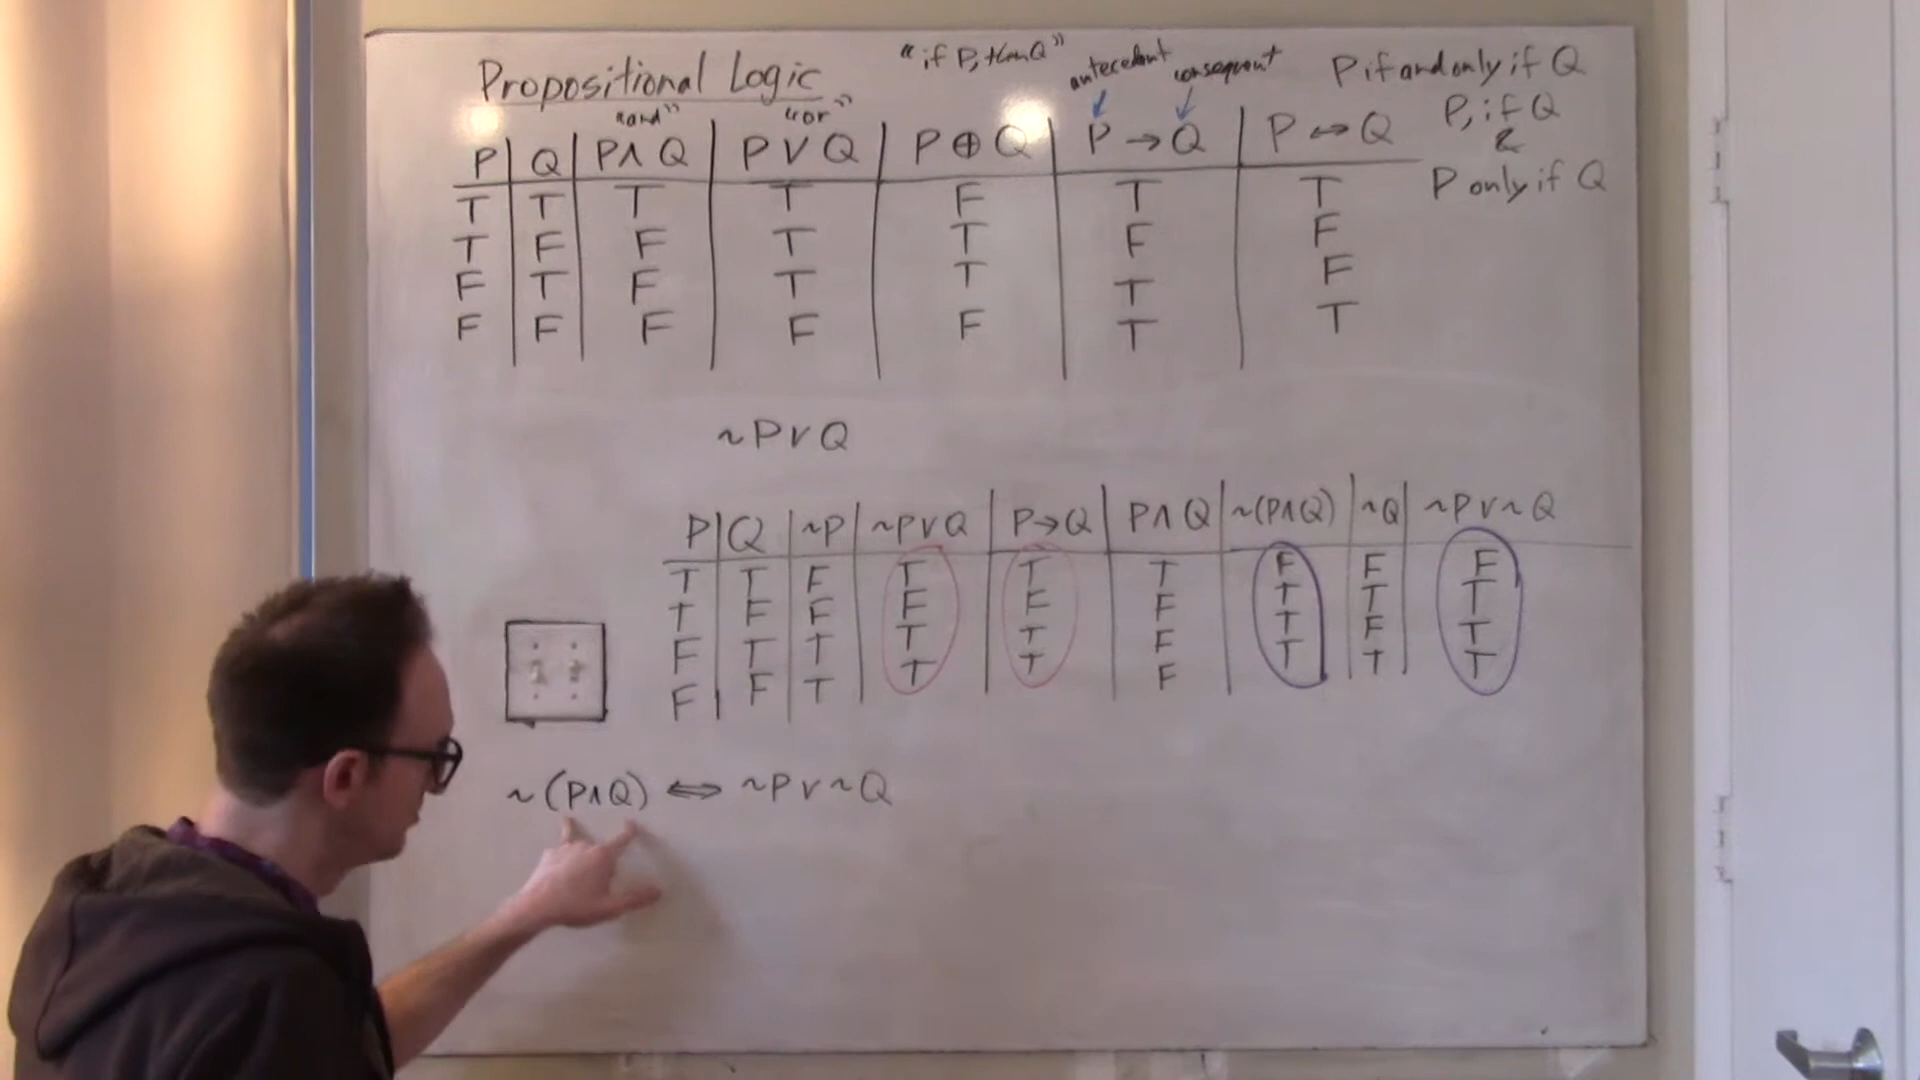 Propositional Logic
"if P, then Q"
antecedent
consequent
P if and only if Q
"and"
"or"
P, if Q
&
P only if Q
P Q P∧Q P∨Q P⊕Q P→Q P↔Q
T T T T F T T
T F F T T F F
F T F T T T F
F F F F F T T
~P∨Q
P Q ~P ~P∨Q P→Q P∧Q ~(P∧Q) ~Q ~P∨~Q
T T F T T T F F F
T F F F F F T T T
F T T T T F T F T
F F T T T F T T T
~(P∧Q) ⇔ ~P∨~Q